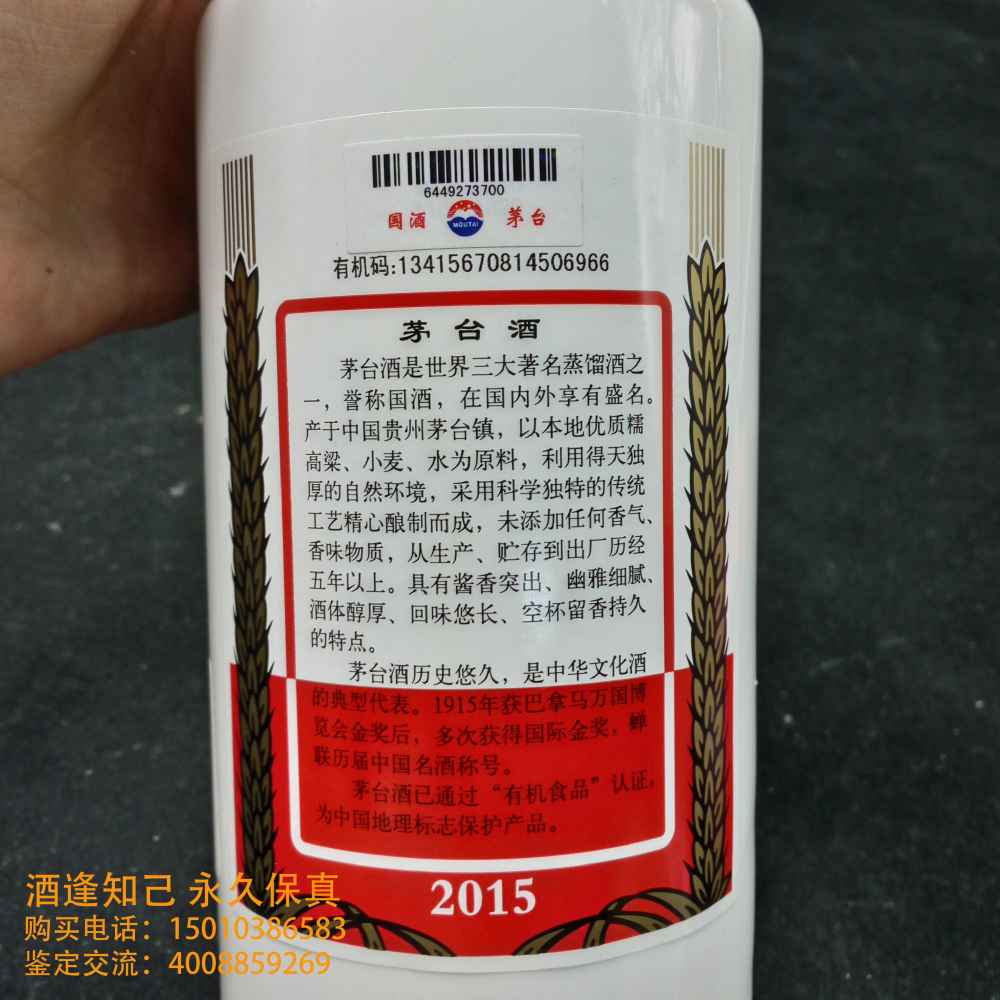 6449273700
国酒 MOUTAI 茅台
有机码:13415670814506966
茅台酒
茅台酒是世界三大著名蒸馏酒之
一，誉称国酒，在国内外享有盛名。
产于中国贵州茅台镇，以本地优质糯
高粱、小麦、水为原料，利用得天独
厚的自然环境，采用科学独特的传统
工艺精心酿制而成，未添加任何香气、
香味物质，从生产、贮存到出厂历经
五年以上。具有酱香突出、幽雅细腻、
酒体醇厚、回味悠长、空杯留香持久
的特点。
茅台酒历史悠久，是中华文化酒
的典型代表。1915年获巴拿马万国博
览会金奖后，多次获得国际金奖，蝉
联历届中国名酒称号。
茅台酒已通过“有机食品”认证，
为中国地理标志保护产品。
2015
酒逢知己 永久保真
购买电话：15010386583
鉴定交流：4008859269